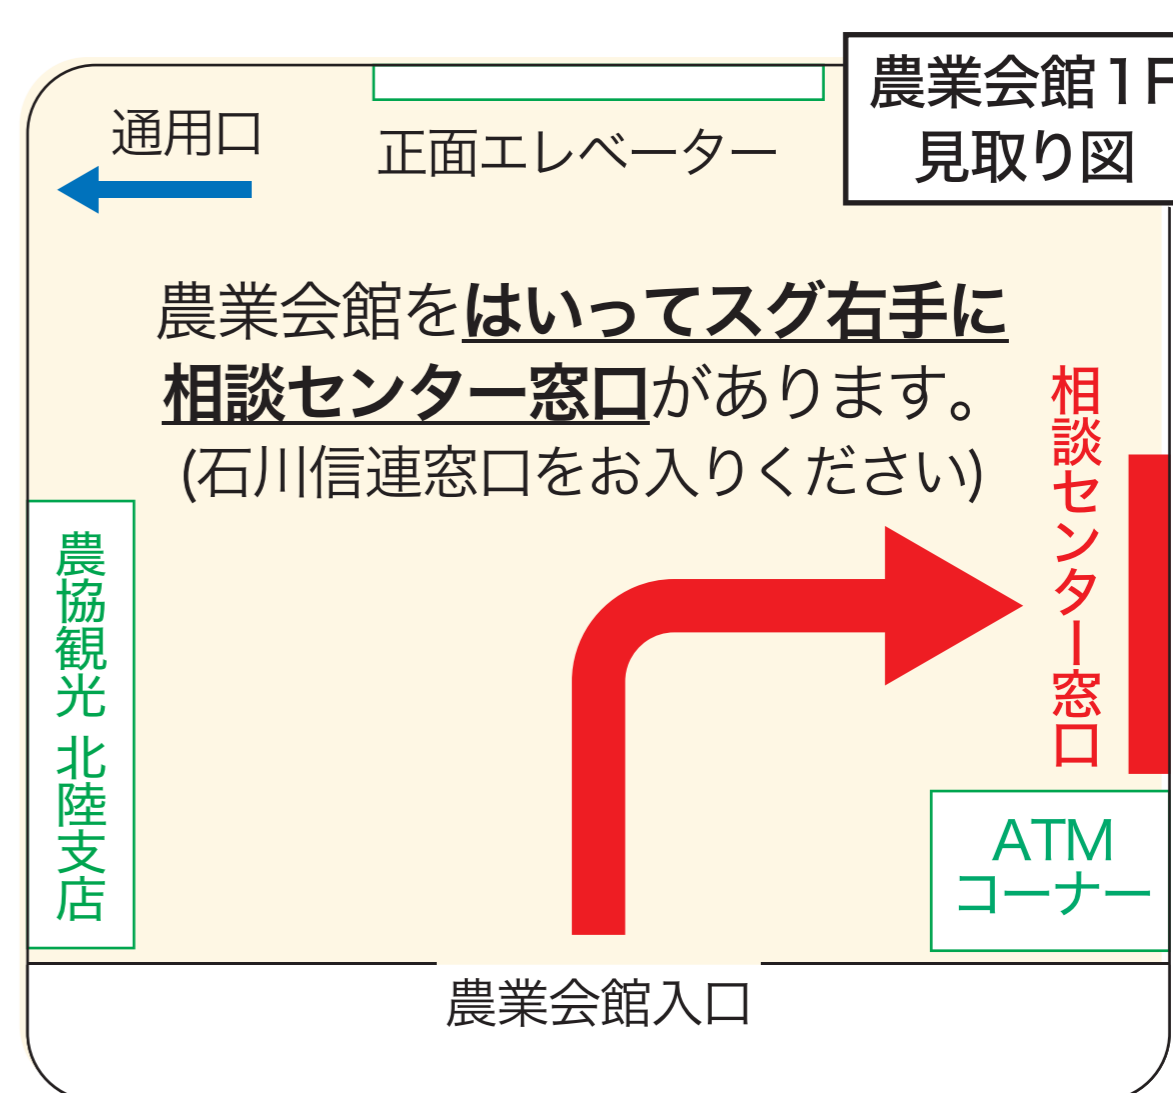 農業会館1F
見取り図
通用口
正面エレベーター
農業会館をはいってスグ右手に
相談センター窓口があります。
(石川信連窓口をお入りください)
相談センター窓口
農協観光 北陸支店
ATM
コーナー
農業会館入口